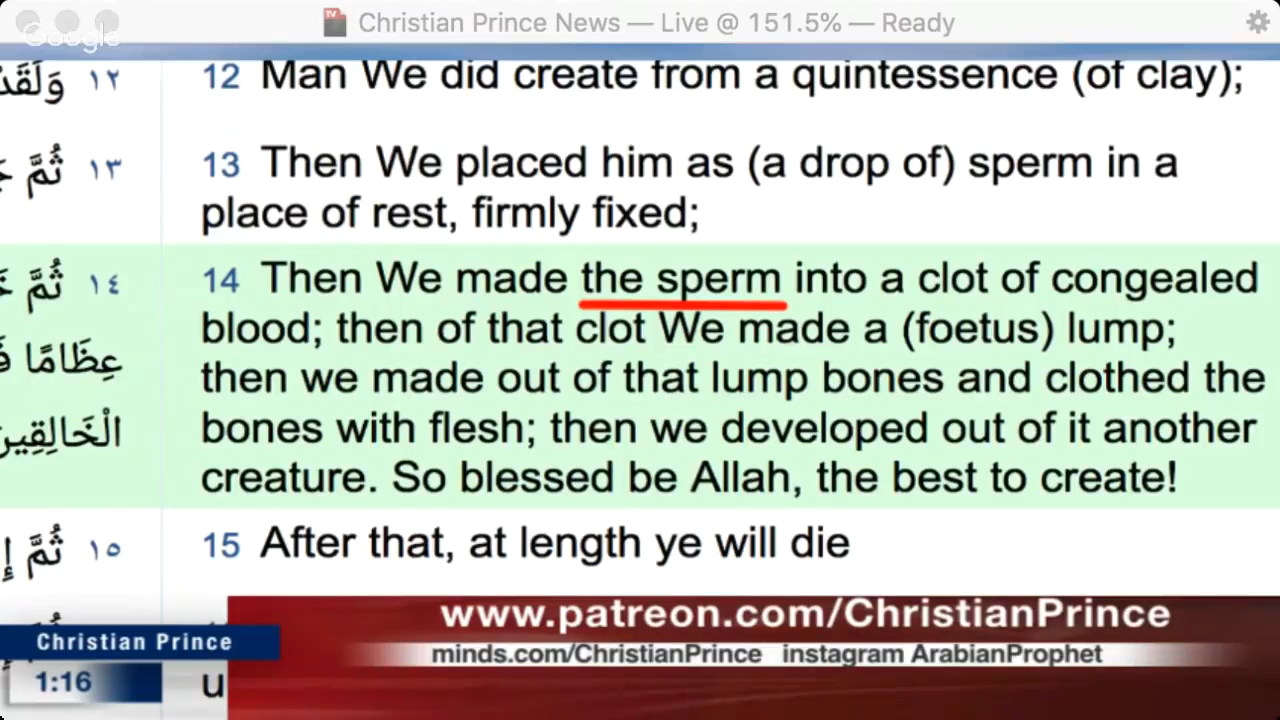 Christian Prince News — Live @ 151.5% — Ready
Google
١٢
12 Man We did create from a quintessence (of clay);
ثُمَّ ١٣
13 Then We placed him as (a drop of) sperm in a
place of rest, firmly fixed;
ثُمَّ ١٤
14 Then We made the sperm into a clot of congealed
blood; then of that clot We made a (foetus) lump;
عِظَامًا
then we made out of that lump bones and clothed the
الْخَالِقِين
bones with flesh; then we developed out of it another
creature. So blessed be Allah, the best to create!
ثُمَّ ١٥
15 After that, at length ye will die
www.patreon.com/ChristianPrince
Christian Prince
minds.com/ChristianPrince instagram ArabianProphet
1:16
u